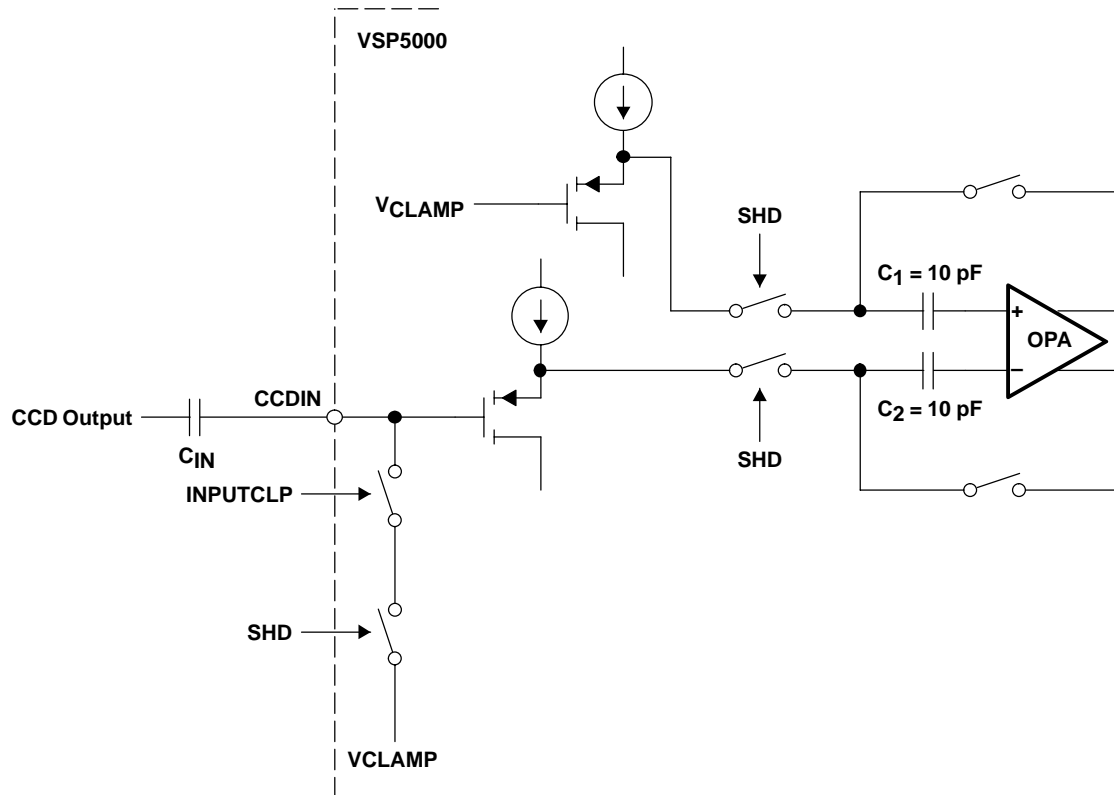 VSP5000
VCLAMP
SHD
C1 = 10 pF
+
OPA
−
C2 = 10 pF
SHD
CCDIN
CCD Output
CIN
INPUTCLP
SHD
VCLAMP